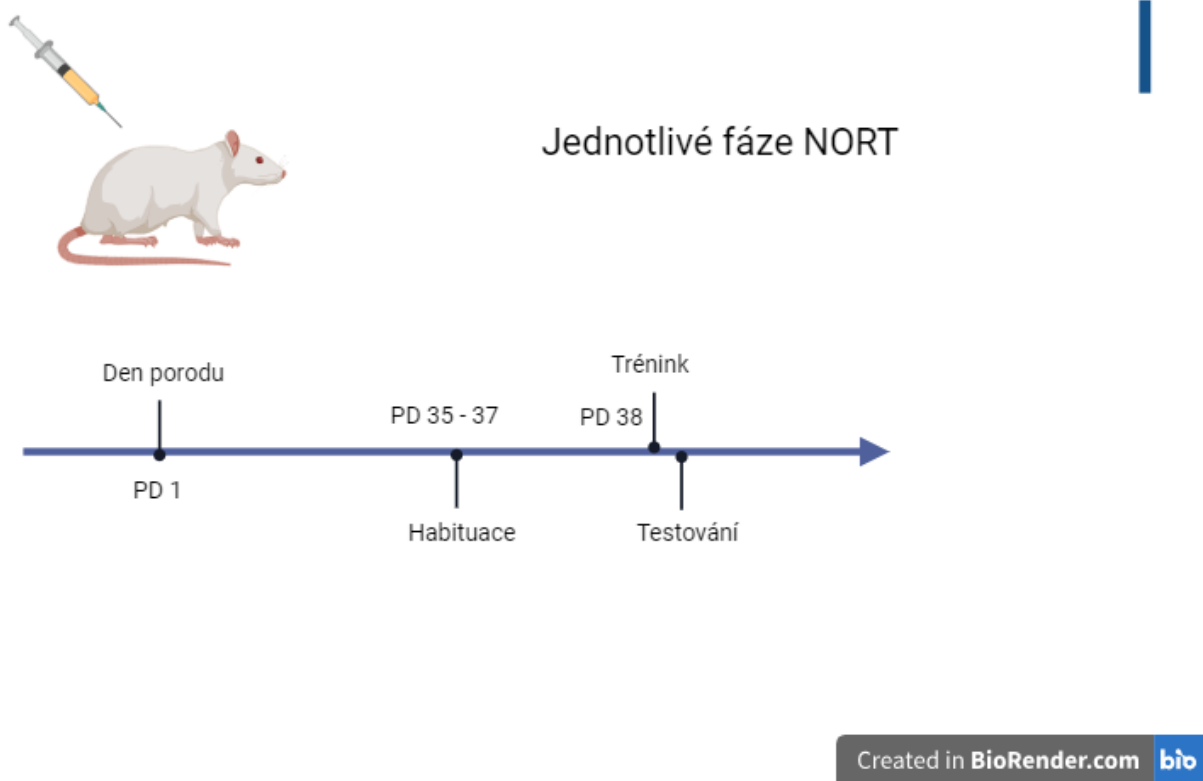 Jednotlivé fáze NORT
Trénink
Den porodu
PD 35 - 37
PD 38
PD 1
Habituace
Testování
Created in BioRender.com bio